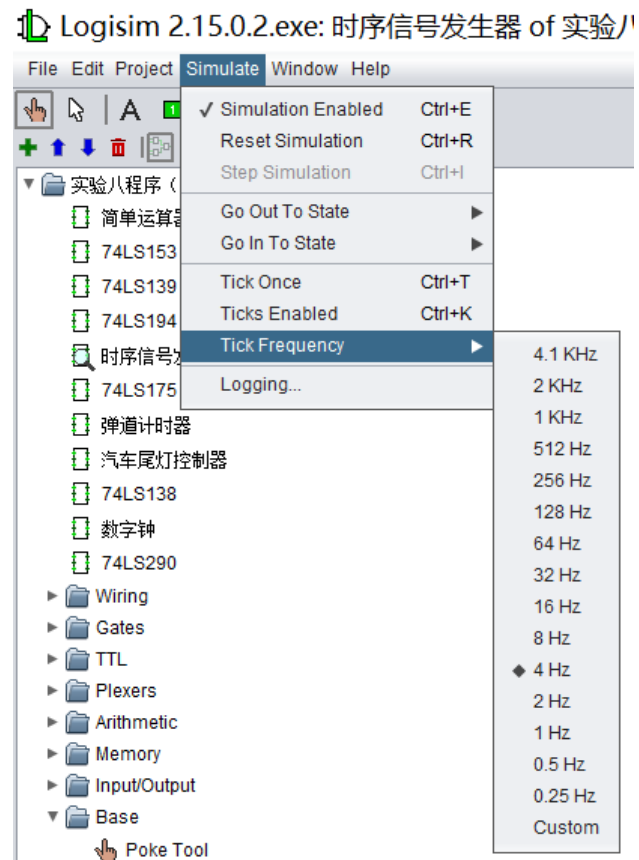 Logisim 2.15.0.2.exe: 时序信号发生器 of 实验
File Edit Project Simulate Window Help
A
Simulation Enabled Ctrl+E
Reset Simulation Ctrl+R
Step Simulation Ctrl+I
Go Out To State
Go In To State
Tick Once Ctrl+T
Ticks Enabled Ctrl+K
Tick Frequency
Logging...
4.1 KHz
2 KHz
1 KHz
512 Hz
256 Hz
128 Hz
64 Hz
32 Hz
16 Hz
8 Hz
4 Hz
2 Hz
1 Hz
0.5 Hz
0.25 Hz
Custom
实验八程序（
简单运算器
74LS153
74LS139
74LS194
时序信号
74LS175
弹道计时器
汽车尾灯控制器
74LS138
数字钟
74LS290
Wiring
Gates
TTL
Plexers
Arithmetic
Memory
Input/Output
Base
Poke Tool